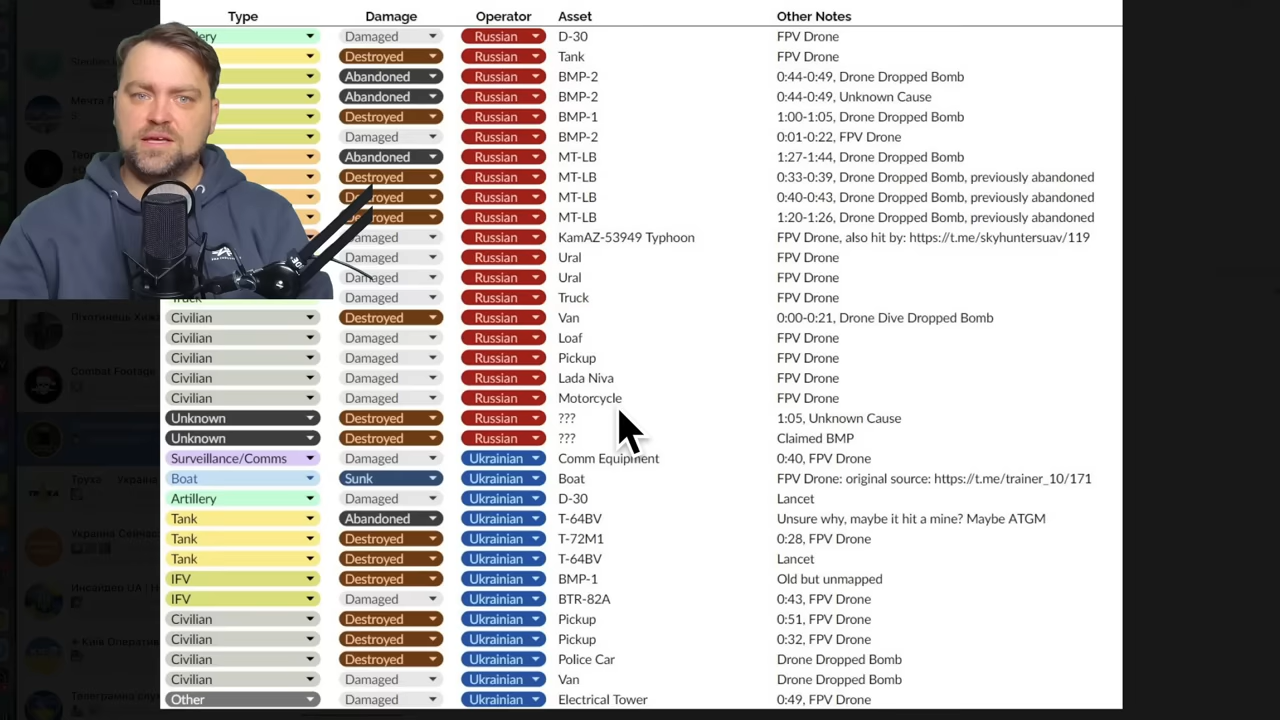 Type Damage Operator Asset Other Notes
Damaged Russian D-30 FPV Drone
Destroyed Russian Tank FPV Drone
Abandoned Russian BMP-2 0:44-0:49, Drone Dropped Bomb
Abandoned Russian BMP-2 0:44-0:49, Unknown Cause
Destroyed Russian BMP-1 1:00-1:05, Drone Dropped Bomb
Damaged Russian BMP-2 0:01-0:22, FPV Drone
Abandoned Russian MT-LB 1:27-1:44, Drone Dropped Bomb
Destroyed Russian MT-LB 0:33-0:39, Drone Dropped Bomb, previously abandoned
Destroyed Russian MT-LB 0:40-0:43, Drone Dropped Bomb, previously abandoned
Destroyed Russian MT-LB 1:20-1:26, Drone Dropped Bomb, previously abandoned
Damaged Russian KamAZ-53949 Typhoon FPV Drone, also hit by: https://t.me/skyhuntersuav/119
Damaged Russian Ural FPV Drone
Damaged Russian Ural FPV Drone
Truck Damaged Russian Truck FPV Drone
Civilian Destroyed Russian Van 0:00-0:21, Drone Dive Dropped Bomb
Civilian Damaged Russian Loaf FPV Drone
Civilian Damaged Russian Pickup FPV Drone
Civilian Damaged Russian Lada Niva FPV Drone
Civilian Damaged Russian Motorcycle FPV Drone
Unknown Destroyed Russian ??? 1:05, Unknown Cause
Unknown Destroyed Russian ??? Claimed BMP
Surveillance/Comms Damaged Ukrainian Comm Equipment 0:40, FPV Drone
Boat Sunk Ukrainian Boat FPV Drone: original source: https://t.me/trainer_10/171
Artillery Damaged Ukrainian D-30 Lancet
Tank Abandoned Ukrainian T-64BV Unsure why, maybe it hit a mine? Maybe ATGM
Tank Destroyed Ukrainian T-72M1 0:28, FPV Drone
Tank Destroyed Ukrainian T-64BV Lancet
IFV Destroyed Ukrainian BMP-1 Old but unmapped
IFV Damaged Ukrainian BTR-82A 0:43, FPV Drone
Civilian Destroyed Ukrainian Pickup 0:51, FPV Drone
Civilian Destroyed Ukrainian Pickup 0:32, FPV Drone
Civilian Destroyed Ukrainian Police Car Drone Dropped Bomb
Civilian Damaged Ukrainian Van Drone Dropped Bomb
Other Damaged Ukrainian Electrical Tower 0:49, FPV Drone